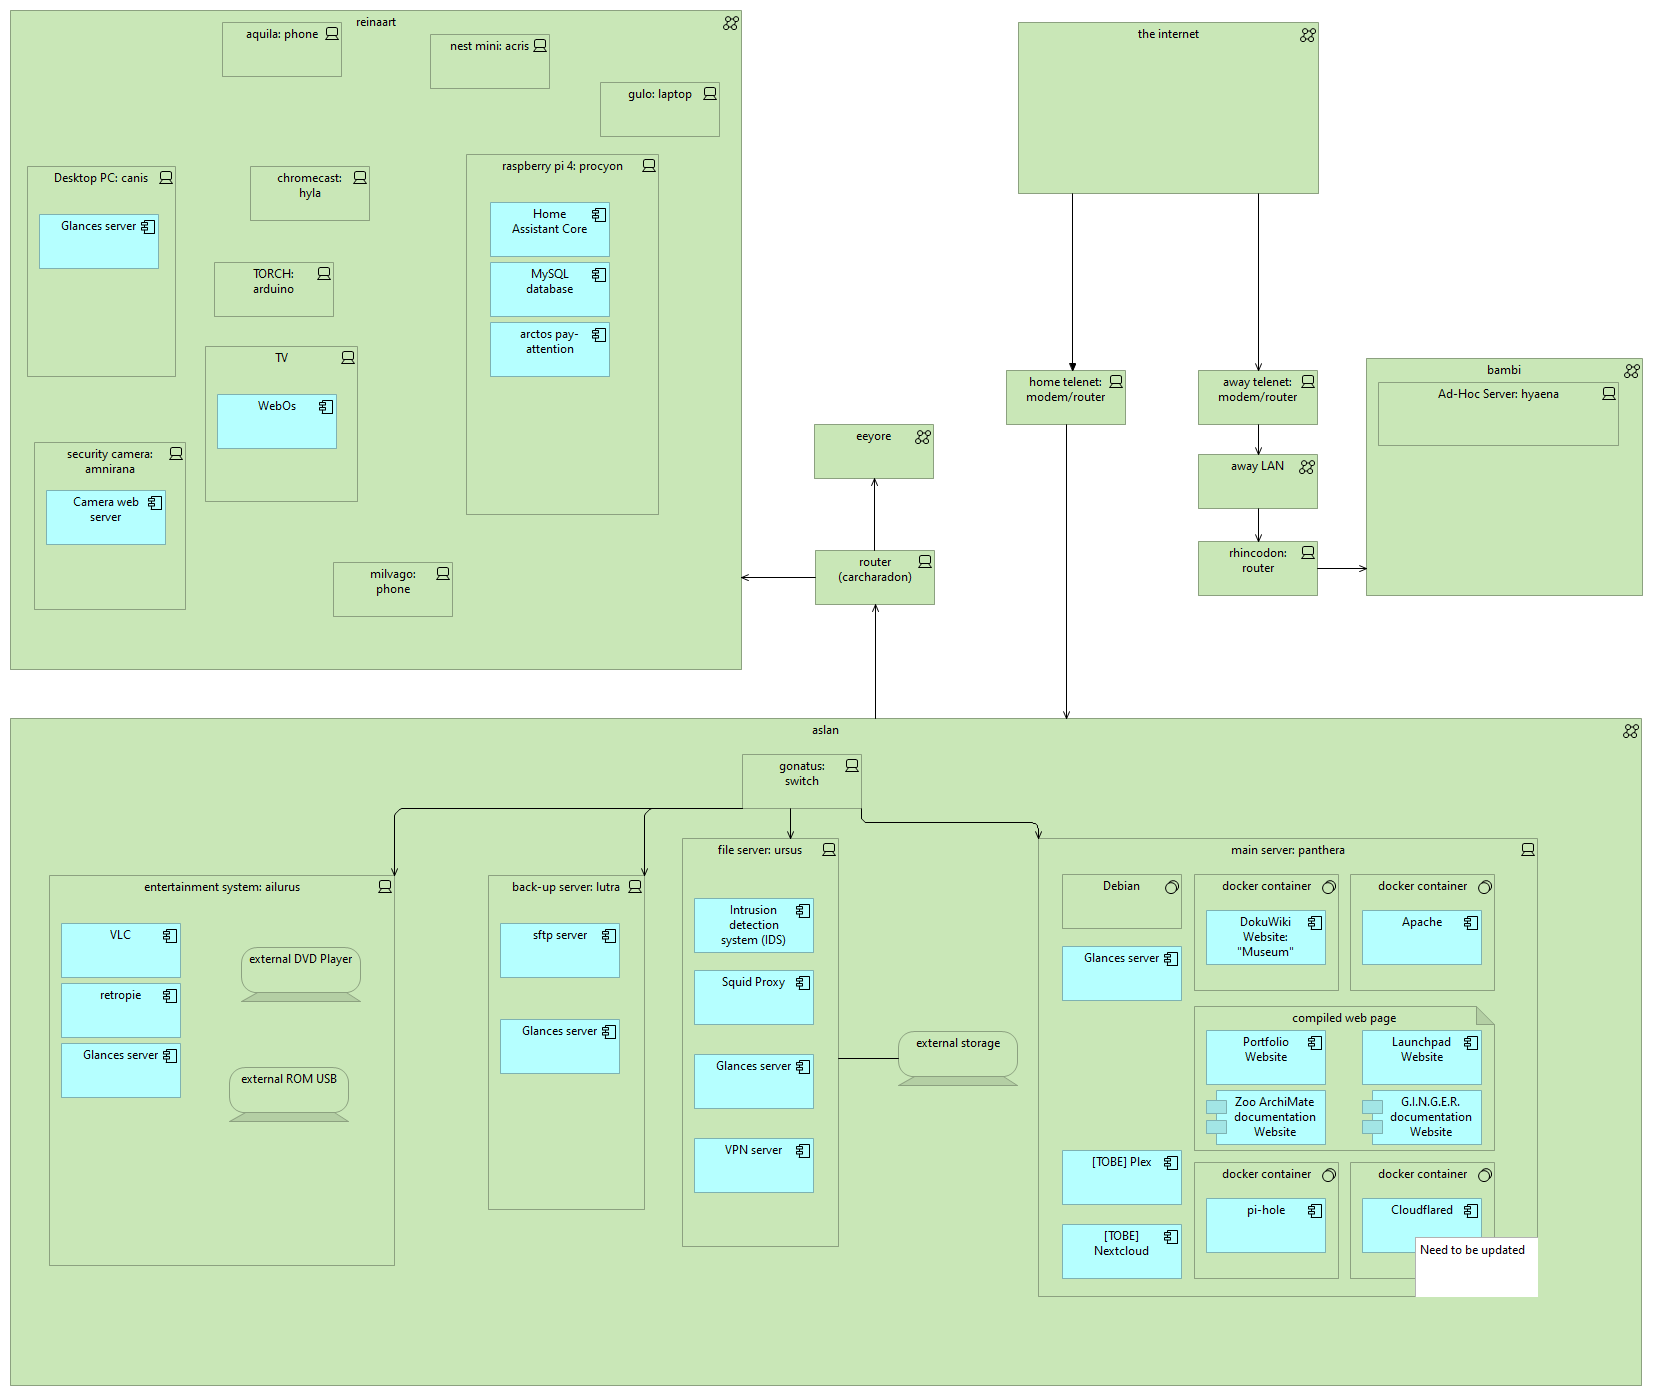 reinaart
aquila: phone
nest mini: acris
gulo: laptop
Desktop PC: canis
Glances server
chromecast:
hyla
raspberry pi 4: procyon
Home
Assistant Core
MySQL
database
arctos pay-
attention
TORCH:
arduino
TV
WebOs
security camera:
amnirana
Camera web
server
milvago:
phone
the internet
home telenet:
modem/router
away telenet:
modem/router
bambi
Ad-Hoc Server: hyaena
eeyore
away LAN
router
(carcharadon)
rhincodon:
router
aslan
gonatus:
switch
entertainment system: ailurus
VLC
retropie
Glances server
external DVD Player
external ROM USB
back-up server: lutra
sftp server
Glances server
file server: ursus
Intrusion
detection
system (IDS)
Squid Proxy
Glances server
VPN server
external storage
main server: panthera
Debian
Glances server
docker container
DokuWiki
Website:
"Museum"
docker container
Apache
compiled web page
Portfolio
Website
Launchpad
Website
Zoo ArchiMate
documentation
Website
G.I.N.G.E.R.
documentation
Website
[TOBE] Plex
[TOBE]
Nextcloud
docker container
pi-hole
docker container
Cloudflared
Need to be updated